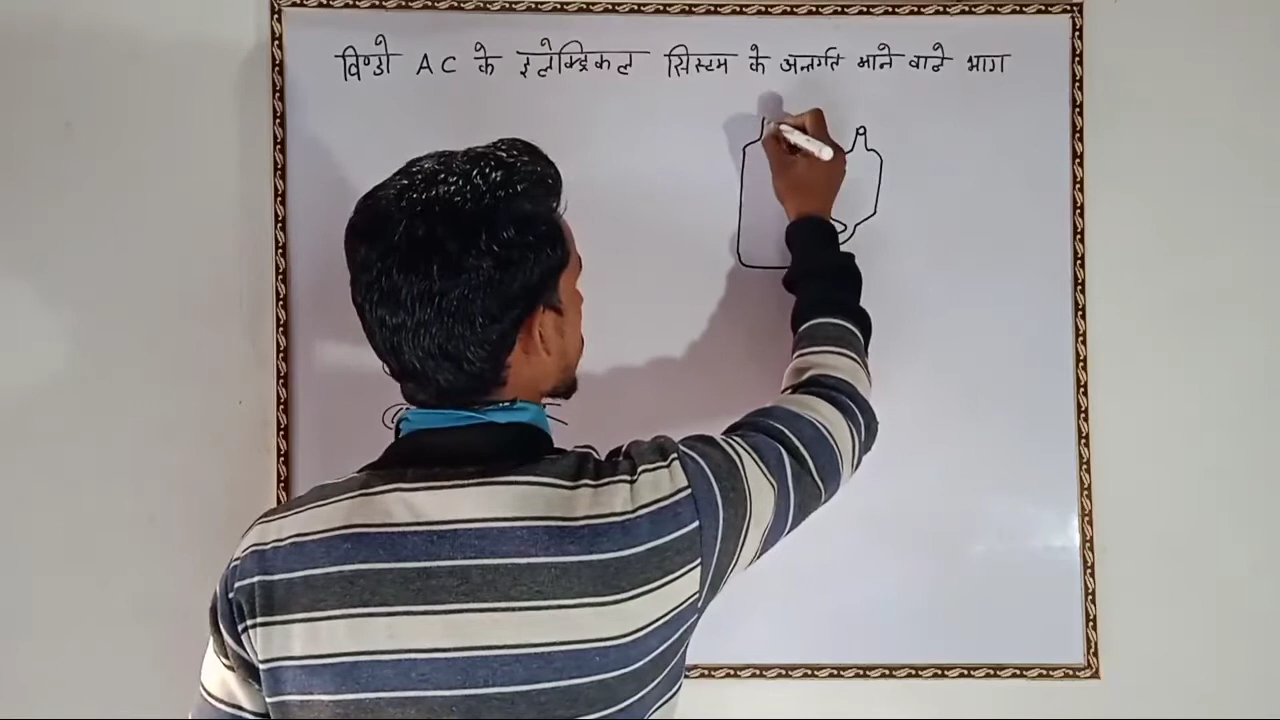 विण्डो AC के इलेक्ट्रिकल सिस्टम के अन्तर्गत आने वाले भाग